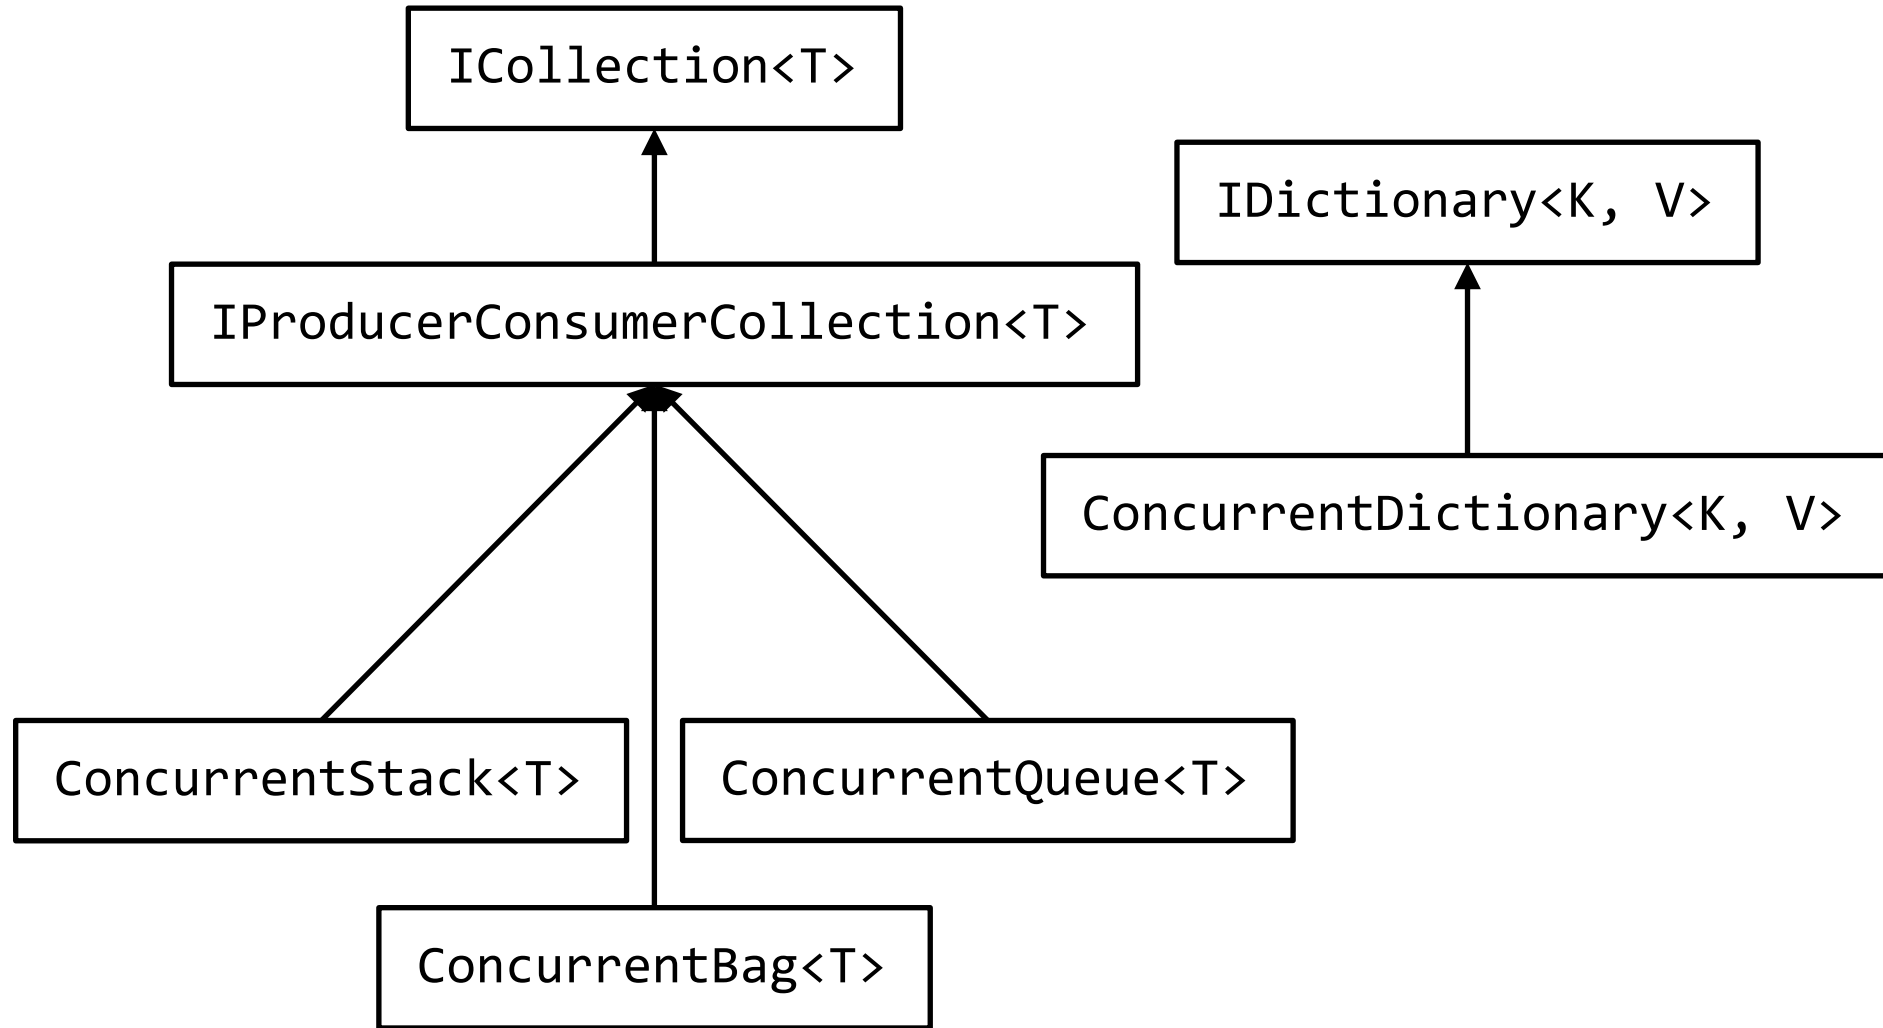 ICollection<T>
IDictionary<K, V>
IProducerConsumerCollection<T>
ConcurrentDictionary<K, V>
ConcurrentStack<T>
ConcurrentQueue<T>
ConcurrentBag<T>